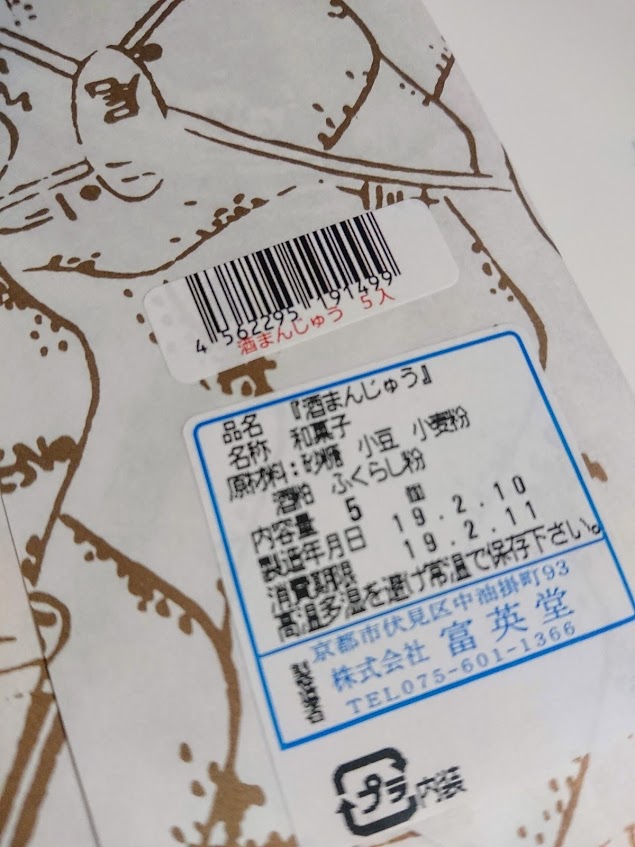 4 562295 191499
酒まんじゅう 5入
品名 『酒まんじゅう』
名称 和菓子
原材料:砂糖 小豆 小麦粉
酒粕 ふくらし粉
内容量 5 個
製造年月日 19.2.10
消費期限 19.2.11
高温多湿を避け常温で保存下さい。
製造者
京都市伏見区中油掛町93
株式会社 富英堂
TEL075-601-1366
プラ 内装